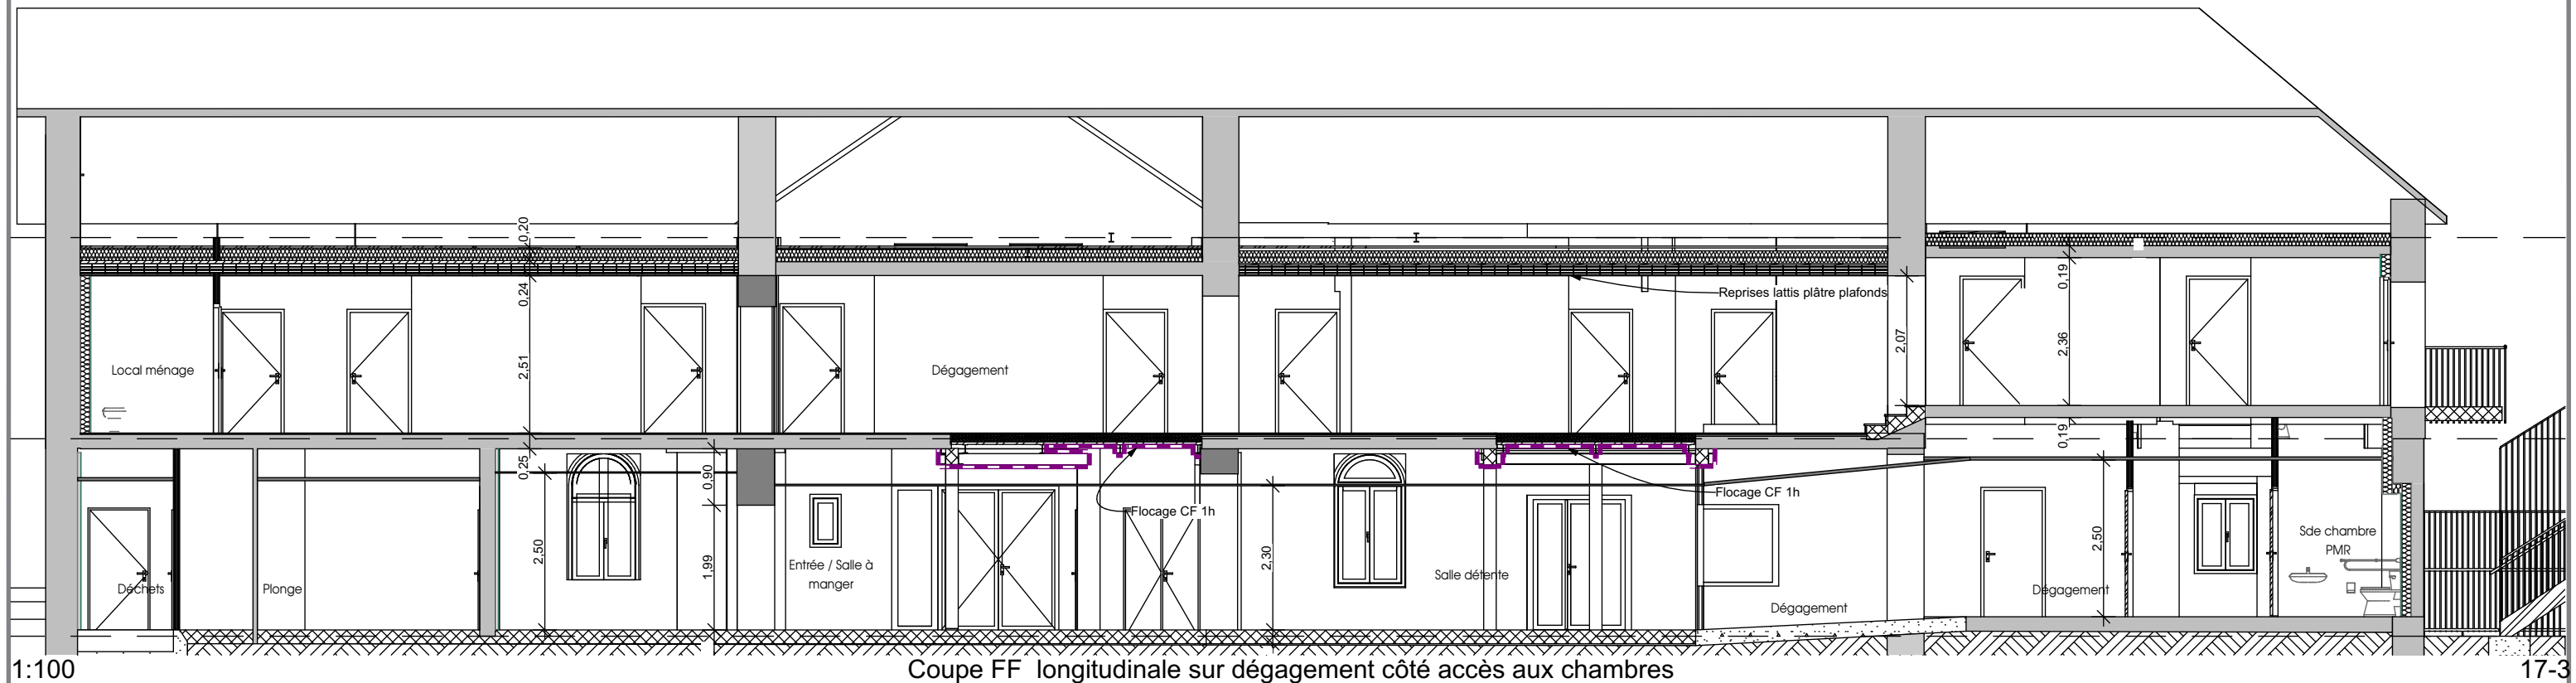 0,20
0,24
2,51
0,25
0,90
2,50
1,99
2,30
2,07
0,19
2,36
0,19
2,50
Reprises lattis plâtre plafonds
Local ménage
Dégagement
Flocage CF 1h
Flocage CF 1h
Déchets
Plonge
Entrée / Salle à
manger
Salle détente
Dégagement
Dégagement
Sde chambre
PMR
1:100
Coupe FF longitudinale sur dégagement côté accès aux chambres
17-3